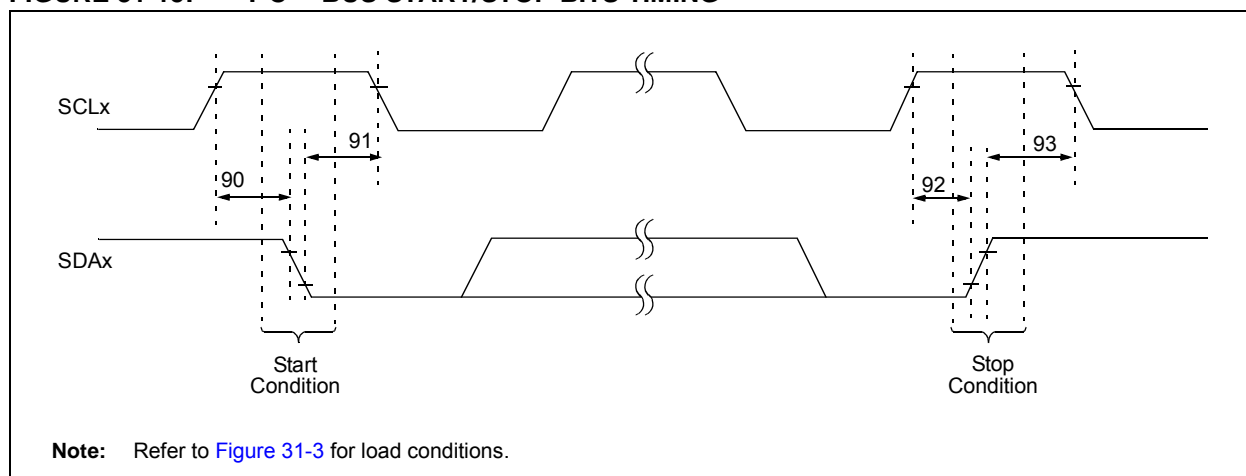 SCLx
91
93
90
92
SDAx
Start
Condition
Stop
Condition
Note: Refer to Figure 31-3 for load conditions.